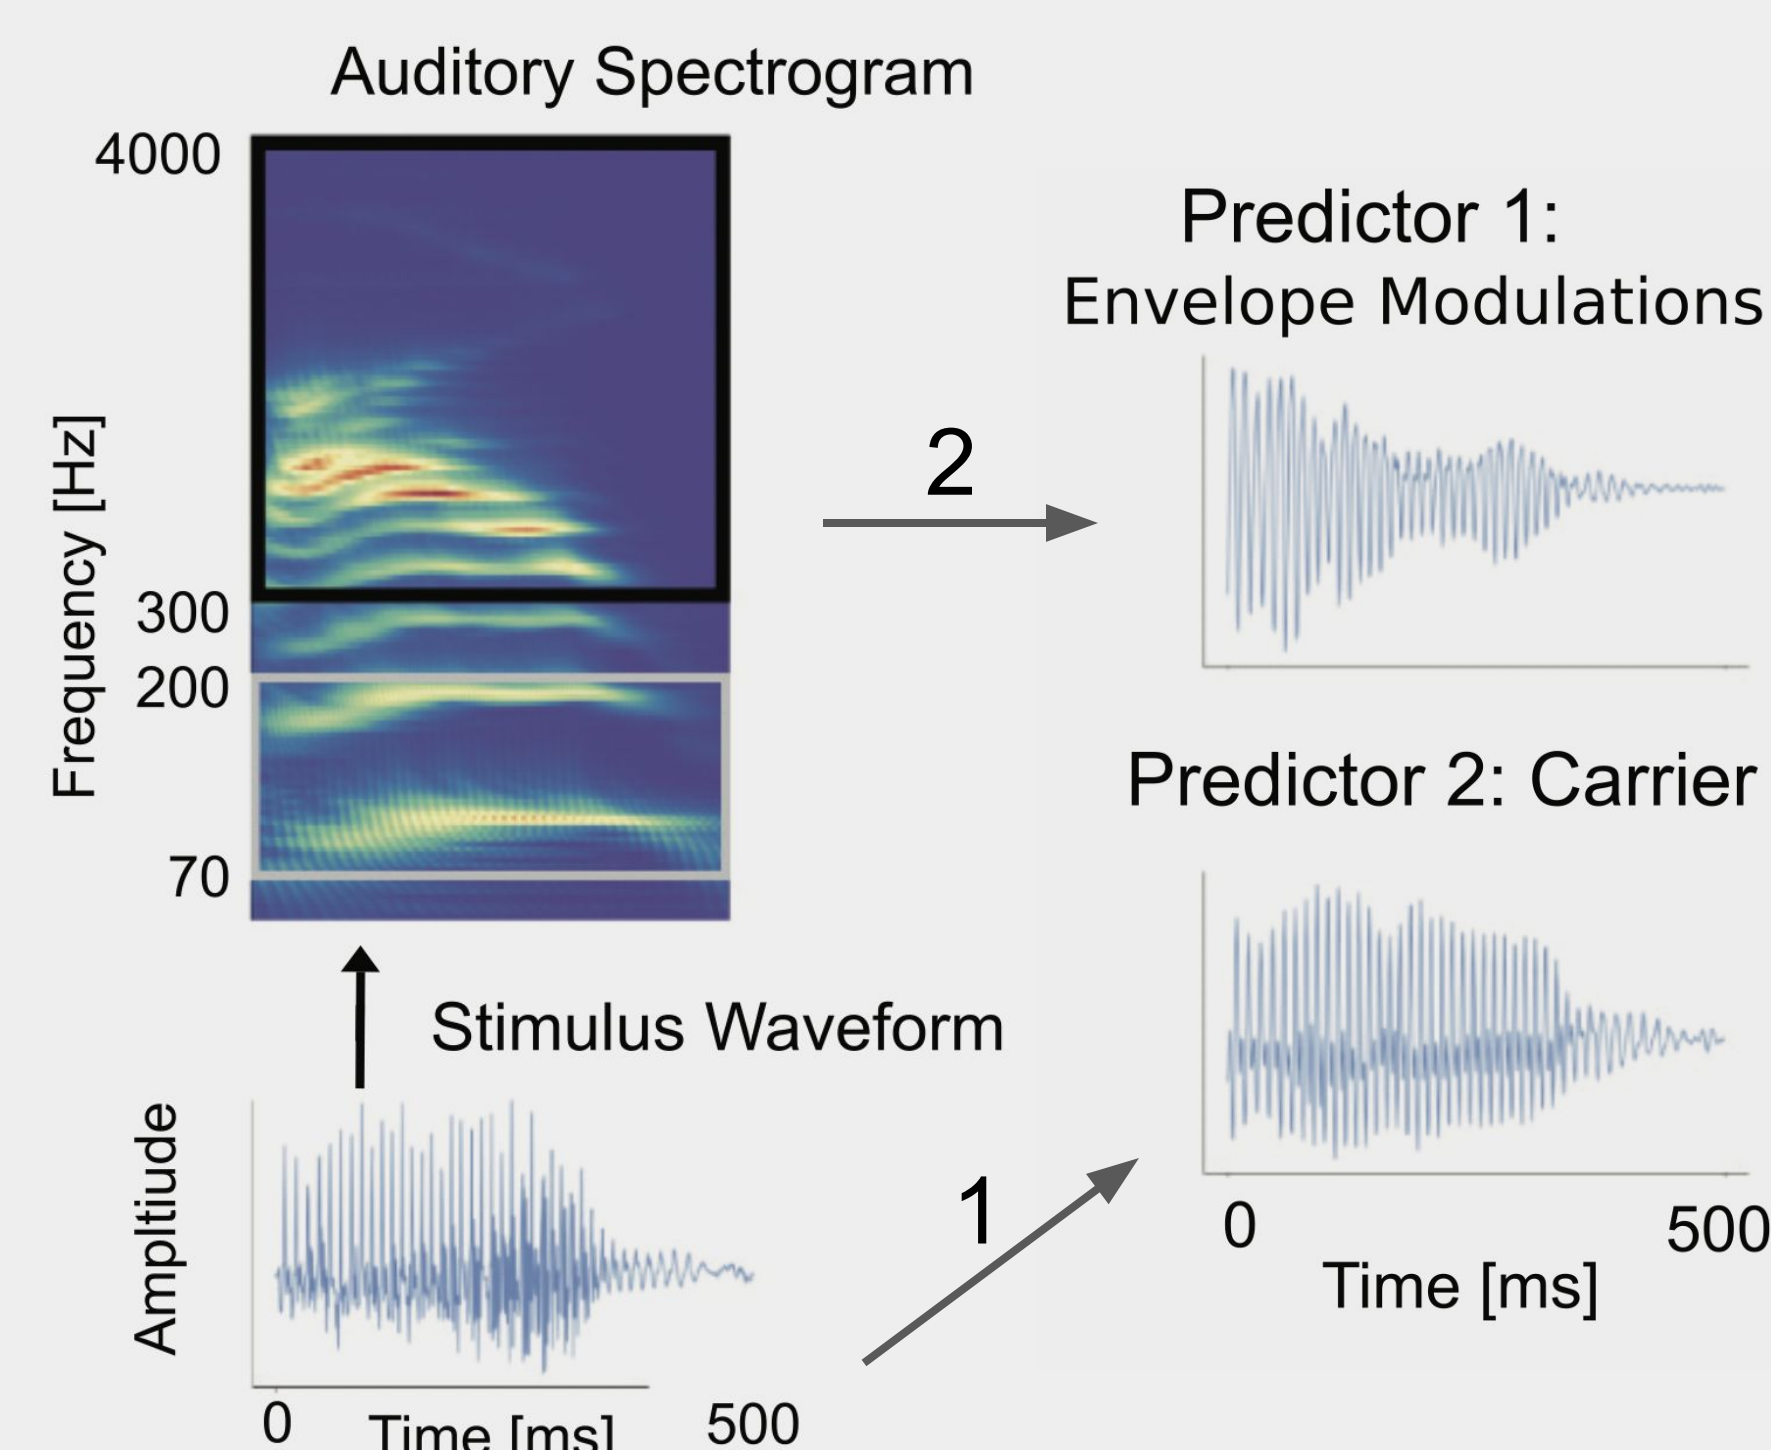 Auditory Spectrogram
4000
300
200
70
Frequency [Hz]
2
Predictor 1:
Envelope Modulations
Predictor 2: Carrier
0
500
Time [ms]
Stimulus Waveform
1
Ampltiude
0
500
Time [ms]